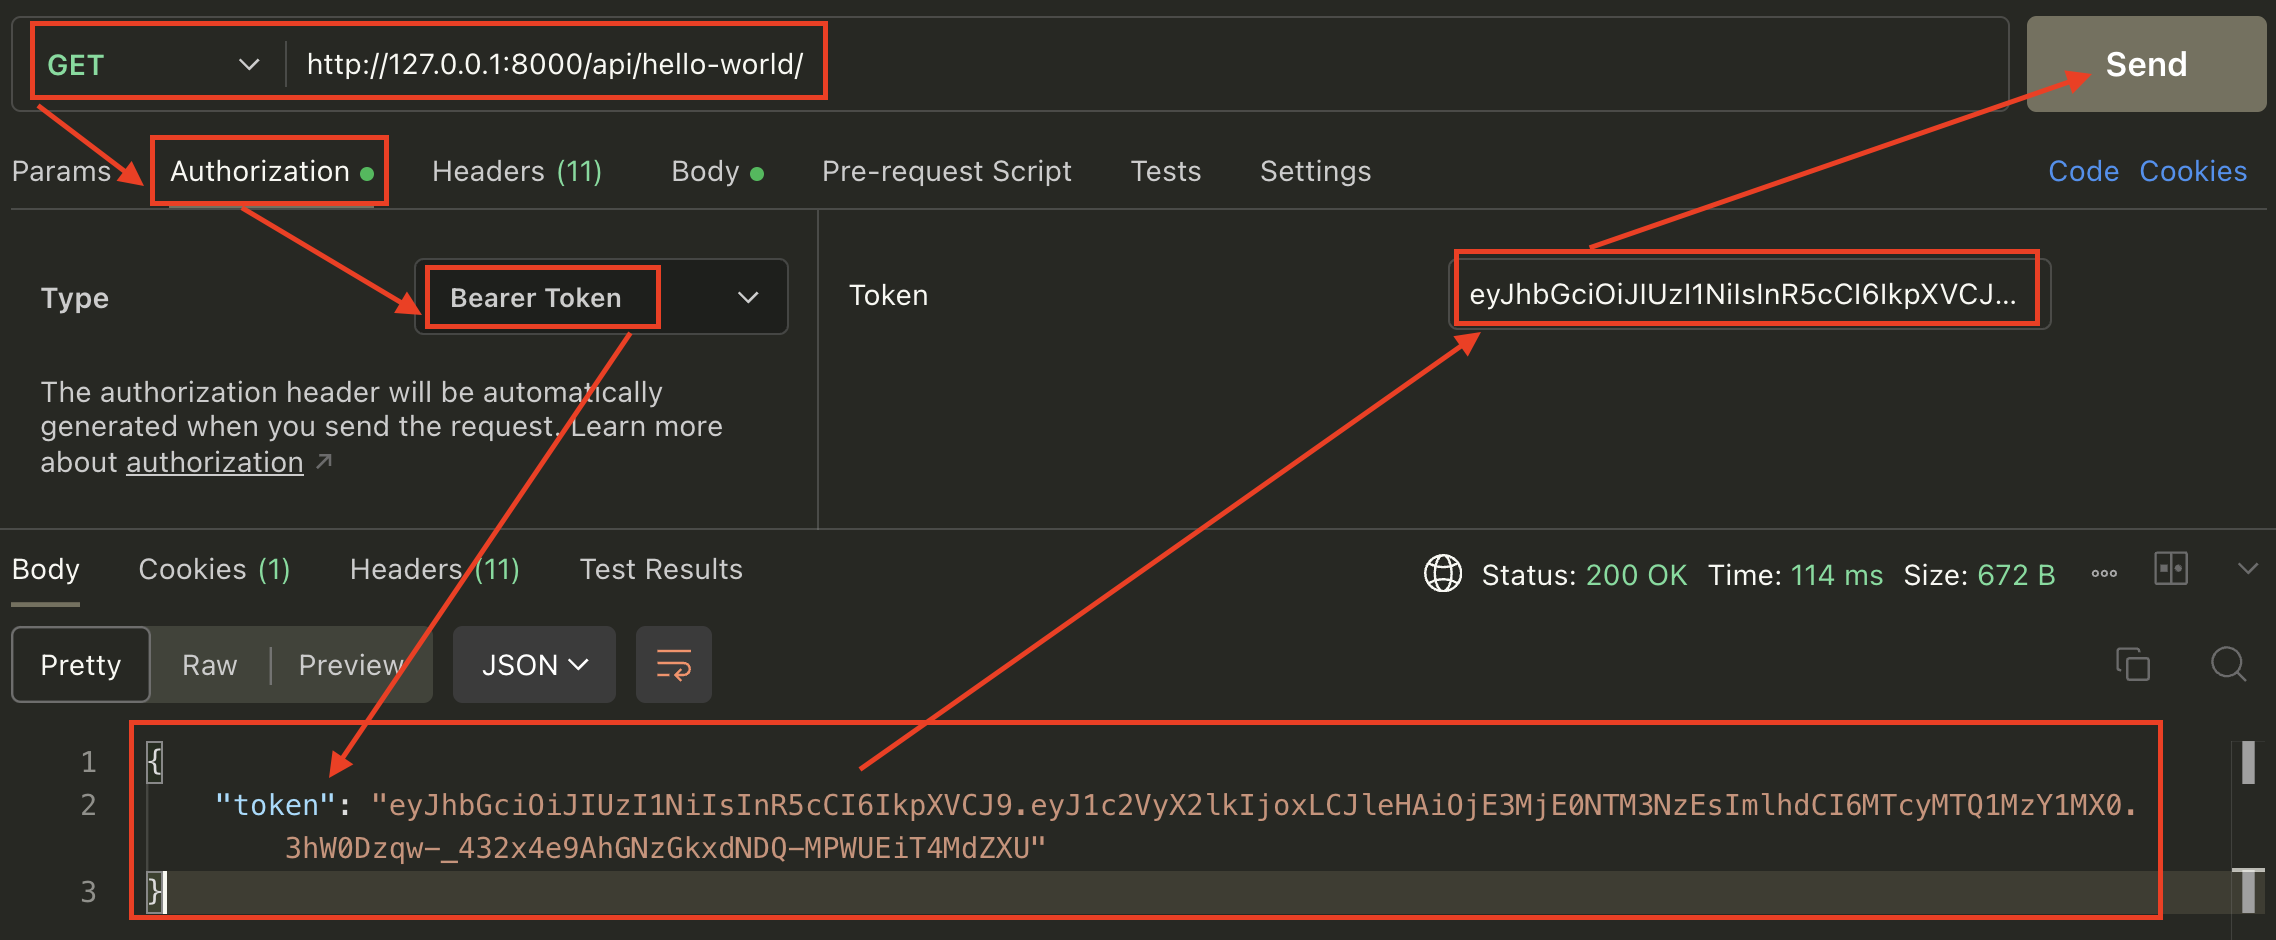 GET http://127.0.0.1:8000/api/hello-world/ Send
Params Authorization Headers (11) Body Pre-request Script Tests Settings Code Cookies
Type Bearer Token Token eyJhbGciOiJIUzI1NiIsInR5cCI6IkpXVCJ...
The authorization header will be automatically
generated when you send the request. Learn more
about authorization
Body Cookies (1) Headers (11) Test Results Status: 200 OK Time: 114 ms Size: 672 B
Pretty Raw Preview JSON
1 {
2 "token": "eyJhbGciOiJIUzI1NiIsInR5cCI6IkpXVCJ9.eyJ1c2VyX2lkIjoxLCJleHAiOjE3MjE0NTM3NzEsImlhdCI6MTcyMTQ1MzY1MX0.
3hW0Dzqw-_432x4e9AhGNzGkxdNDQ-MPWUEiT4MdZXU"
3 }